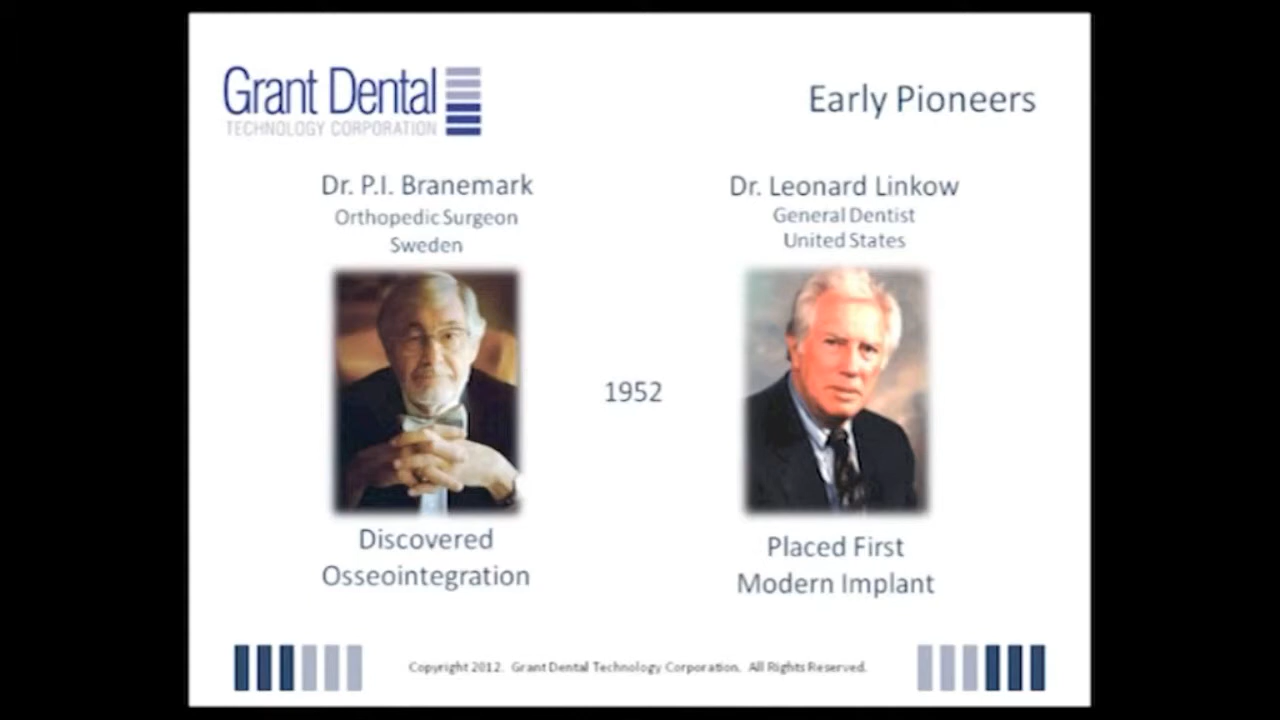 Grant Dental
TECHNOLOGY CORPORATION
Early Pioneers
Dr. P.I. Branemark
Orthopedic Surgeon
Sweden
Dr. Leonard Linkow
General Dentist
United States
1952
Discovered
Osseointegration
Placed First
Modern Implant
Copyright 2012. Grant Dental Technology Corporation. All Rights Reserved.